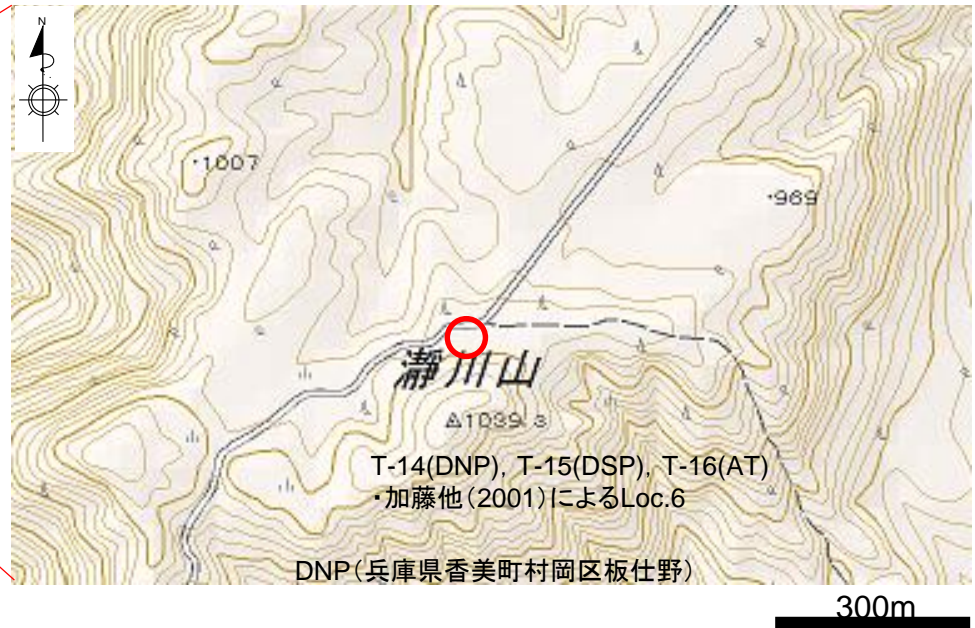 N
・1007
・969
瀞川山
△1039.3
T-14(DNP), T-15(DSP), T-16(AT)
・加藤他(2001)によるLoc.6
DNP(兵庫県香美町村岡区板仕野)
300m